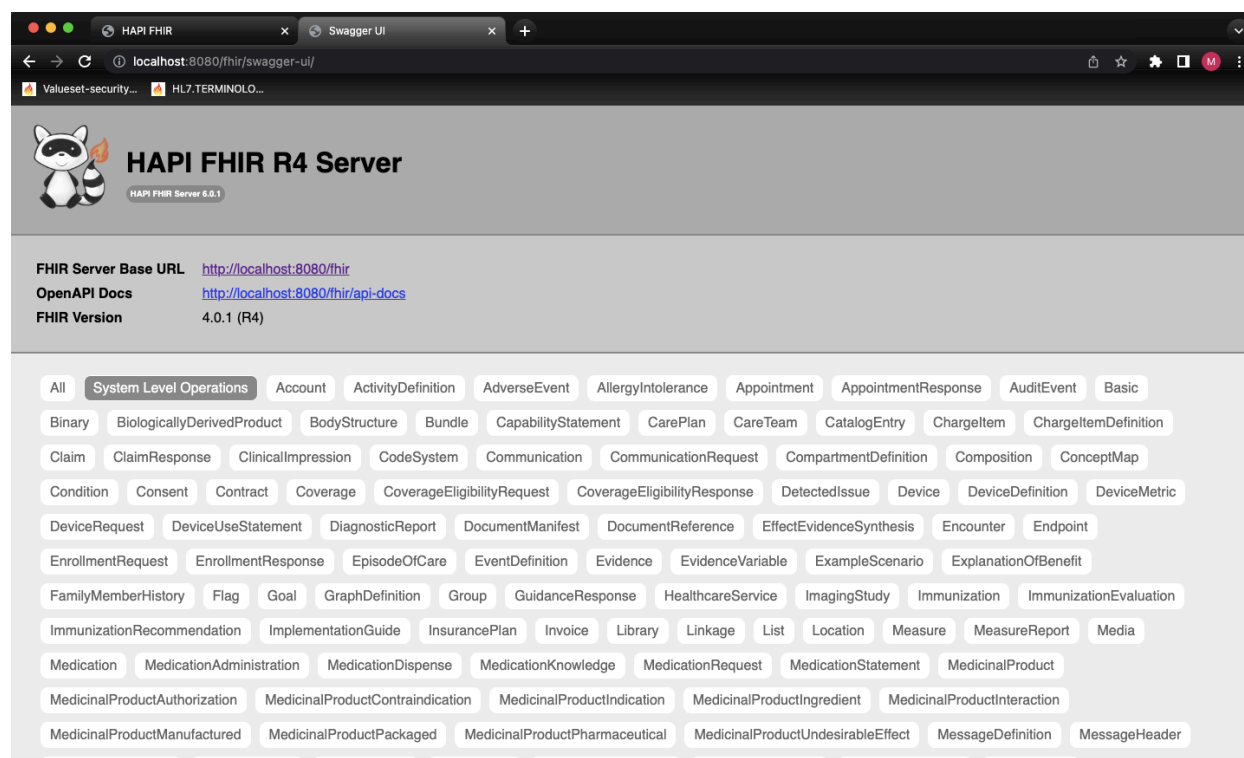 HAPI FHIR
Swagger UI
localhost:8080/fhir/swagger-ui/
M
Valueset-security... HL7.TERMINOLO...
HAPI FHIR R4 Server
HAPI FHIR Server 6.0.1
FHIR Server Base URL http://localhost:8080/fhir
OpenAPI Docs http://localhost:8080/fhir/api-docs
FHIR Version 4.0.1 (R4)
All System Level Operations Account ActivityDefinition AdverseEvent AllergyIntolerance Appointment AppointmentResponse AuditEvent Basic
Binary BiologicallyDerivedProduct BodyStructure Bundle CapabilityStatement CarePlan CareTeam CatalogEntry ChargeItem ChargeItemDefinition
Claim ClaimResponse ClinicalImpression CodeSystem Communication CommunicationRequest CompartmentDefinition Composition ConceptMap
Condition Consent Contract Coverage CoverageEligibilityRequest CoverageEligibilityResponse DetectedIssue Device DeviceDefinition DeviceMetric
DeviceRequest DeviceUseStatement DiagnosticReport DocumentManifest DocumentReference EffectEvidenceSynthesis Encounter Endpoint
EnrollmentRequest EnrollmentResponse EpisodeOfCare EventDefinition Evidence EvidenceVariable ExampleScenario ExplanationOfBenefit
FamilyMemberHistory Flag Goal GraphDefinition Group GuidanceResponse HealthcareService ImagingStudy Immunization ImmunizationEvaluation
ImmunizationRecommendation ImplementationGuide InsurancePlan Invoice Library Linkage List Location Measure MeasureReport Media
Medication MedicationAdministration MedicationDispense MedicationKnowledge MedicationRequest MedicationStatement MedicinalProduct
MedicinalProductAuthorization MedicinalProductContraindication MedicinalProductIndication MedicinalProductIngredient MedicinalProductInteraction
MedicinalProductManufactured MedicinalProductPackaged MedicinalProductPharmaceutical MedicinalProductUndesirableEffect MessageDefinition MessageHeader